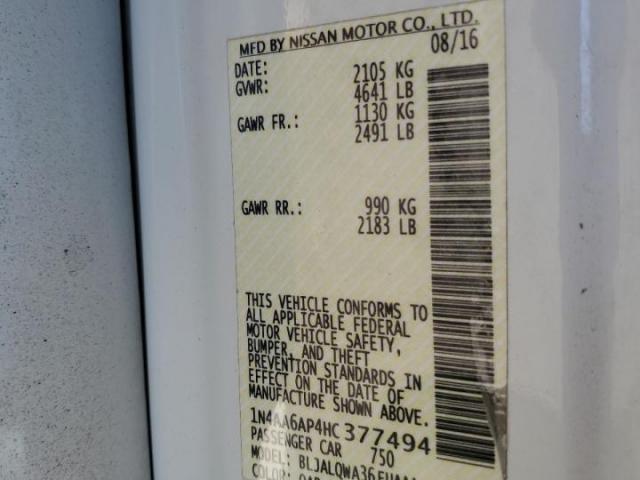 MFD BY NISSAN MOTOR CO., LTD.
DATE: 08/16
GVWR: 2105 KG
4641 LB
GAWR FR.: 1130 KG
2491 LB
GAWR RR.: 990 KG
2183 LB
THIS VEHICLE CONFORMS TO
ALL APPLICABLE FEDERAL
MOTOR VEHICLE SAFETY,
BUMPER, AND THEFT
PREVENTION STANDARDS IN
EFFECT ON THE DATE OF
MANUFACTURE SHOWN ABOVE.
1N4AA6AP4HC377494
PASSENGER CAR 750
MODEL:
COLOR